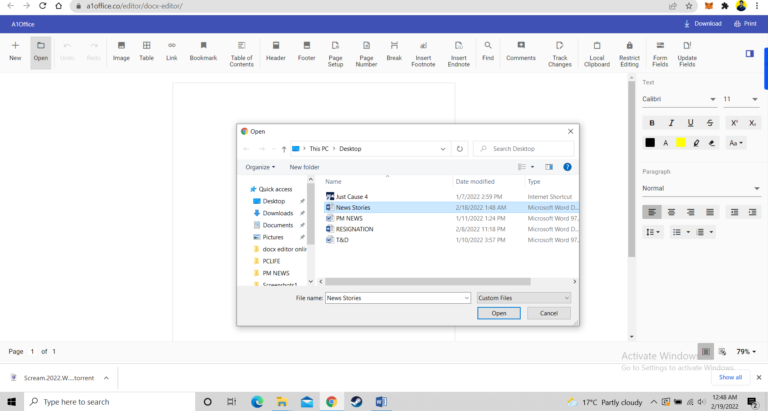 a1office.co/editor/docx-editor/
A1Office
Download Print
New Open Undo Redo Image Table Link Bookmark Table of Contents Header Footer Page Setup Page Number Break Insert Footnote Insert Endnote Find Comments Track Changes Local Clipboard Restrict Editing Form Fields Update Fields
Text
Calibri 11
B I U S X² X₂
A Aa
Paragraph
Normal
Open
This PC > Desktop
Search Desktop
Organize New folder
Name Date modified Type
Quick access
Desktop
Downloads
Documents
Pictures
docx editor onlin
PCLIFE
PM NEWS
Screenshots1
Just Cause 4 1/7/2022 2:59 PM Internet Shortcut
News Stories 2/18/2022 1:48 AM Microsoft Word D...
PM NEWS 1/11/2022 1:24 PM Microsoft Word 97...
RESIGNATION 2/8/2022 11:18 PM Microsoft Word D...
T&D 1/10/2022 3:57 PM Microsoft Word 97...
File name: News Stories Custom Files
Open Cancel
Page 1 of 1
79%
Activate Windows
Go to Settings to activate Windows.
Scream.2022.W....torrent
Show all
Type here to search
17°C Partly cloudy
12:48 AM
2/19/2022